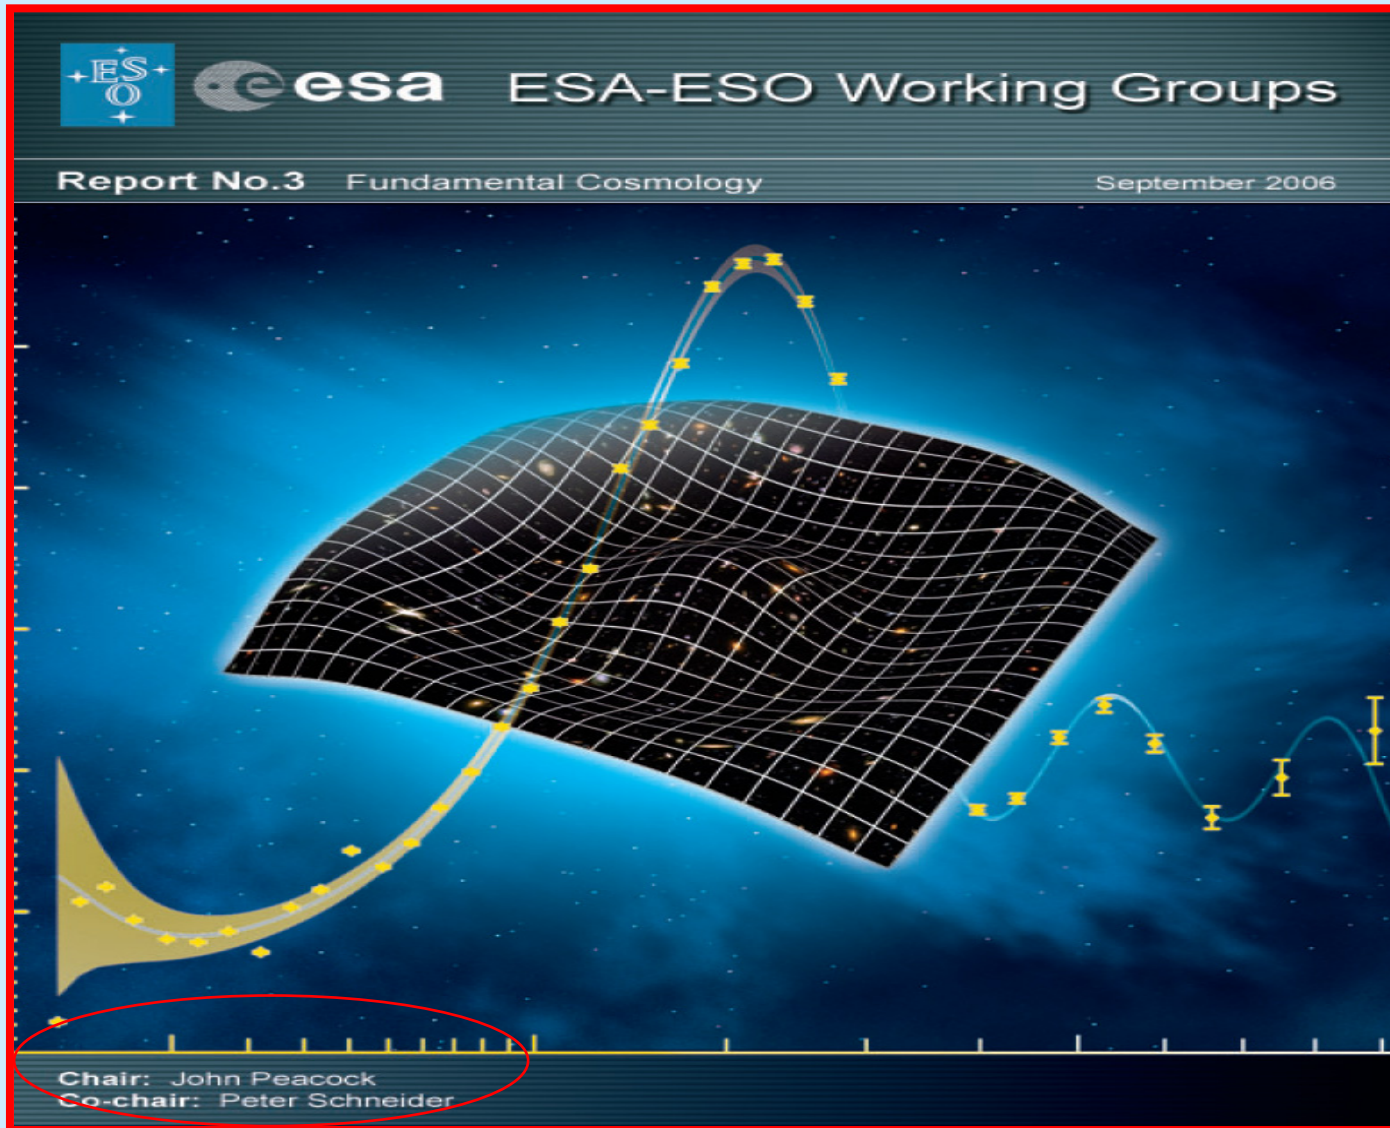 ES
O
esa
ESA-ESO Working Groups
Report No.3 Fundamental Cosmology September 2006
Chair: John Peacock
Co-chair: Peter Schneider